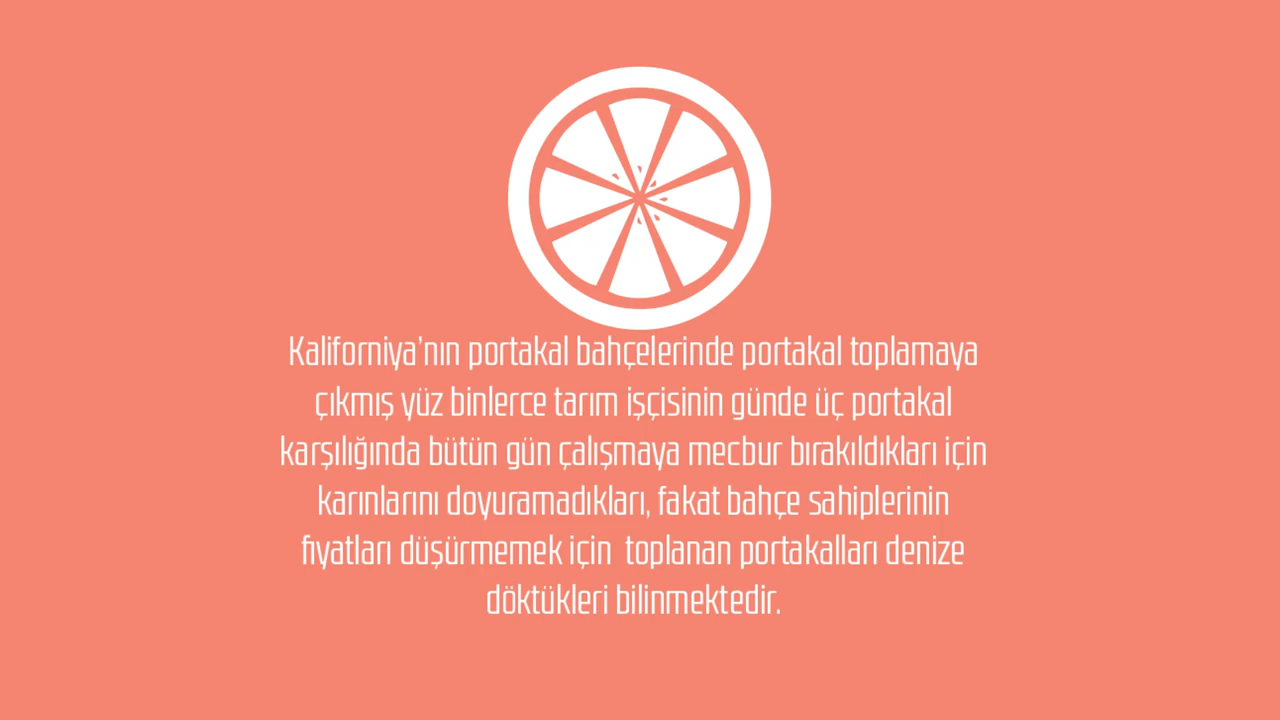 Kaliforniya'nın portakal bahçelerinde portakal toplamaya
çıkmış yüz binlerce tarım işçisinin günde üç portakal
karşılığında bütün gün çalışmaya mecbur bırakıldıkları için
karınlarını doyuramadıkları, fakat bahçe sahiplerinin
fiyatları düşürmemek için  toplanan portakalları denize
döktükleri bilinmektedir.